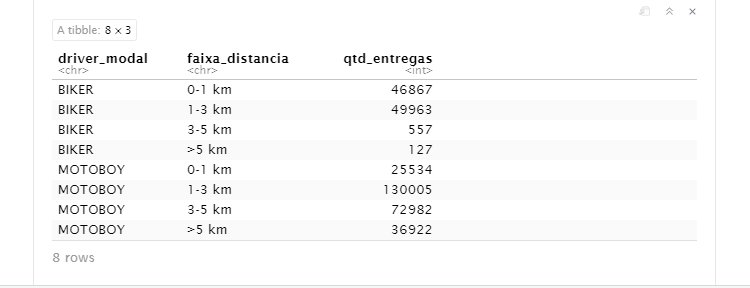 A tibble: 8 x 3
driver_modal faixa_distancia qtd_entregas
<chr> <chr> <int>
BIKER 0-1 km 46867
BIKER 1-3 km 49963
BIKER 3-5 km 557
BIKER >5 km 127
MOTOBOY 0-1 km 25534
MOTOBOY 1-3 km 130005
MOTOBOY 3-5 km 72982
MOTOBOY >5 km 36922
8 rows